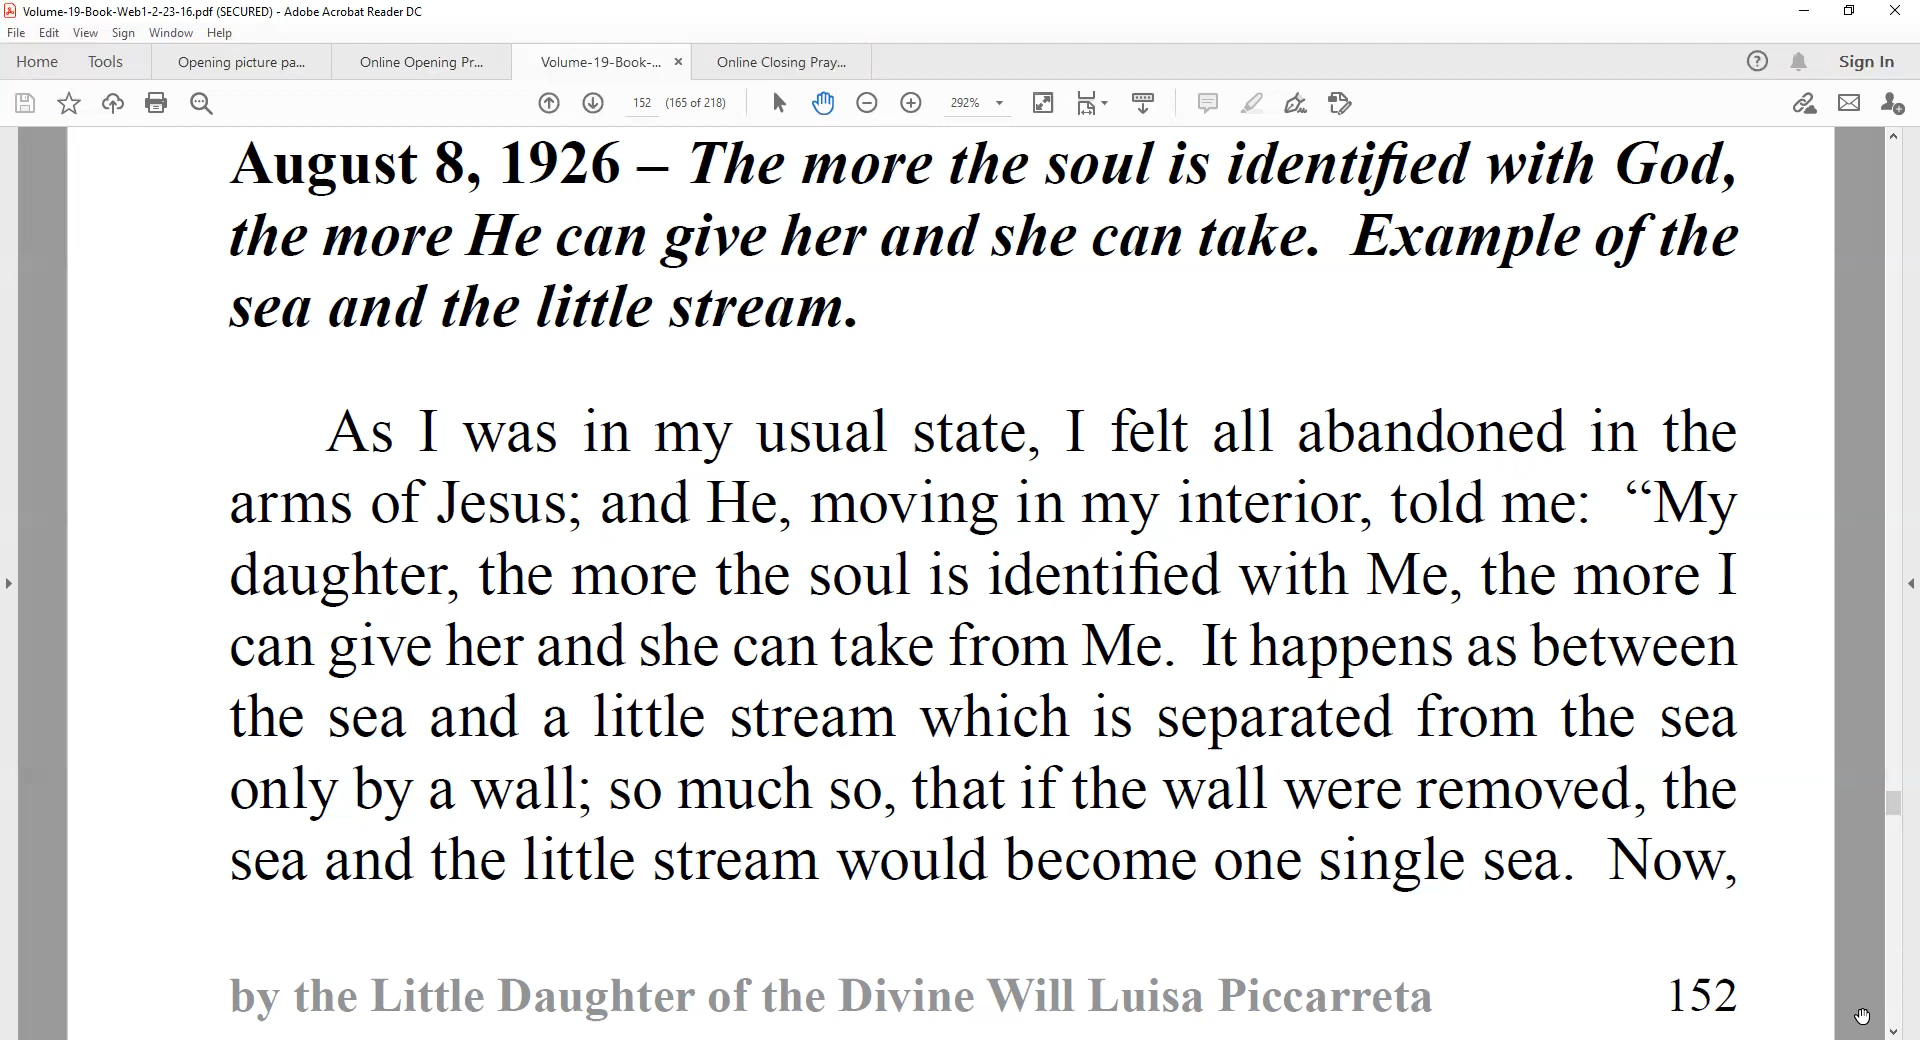 Volume-19-Book-Web1-2-23-16.pdf (SECURED) - Adobe Acrobat Reader DC
File Edit View Sign Window Help
Home Tools Opening picture pa... Online Opening Pr... Volume-19-Book-... × Online Closing Pray... Sign In
152 (165 of 218) 292%
August 8, 1926 – The more the soul is identified with God,
the more He can give her and she can take. Example of the
sea and the little stream.
As I was in my usual state, I felt all abandoned in the
arms of Jesus; and He, moving in my interior, told me: “My
daughter, the more the soul is identified with Me, the more I
can give her and she can take from Me. It happens as between
the sea and a little stream which is separated from the sea
only by a wall; so much so, that if the wall were removed, the
sea and the little stream would become one single sea. Now,
by the Little Daughter of the Divine Will Luisa Piccarreta 152